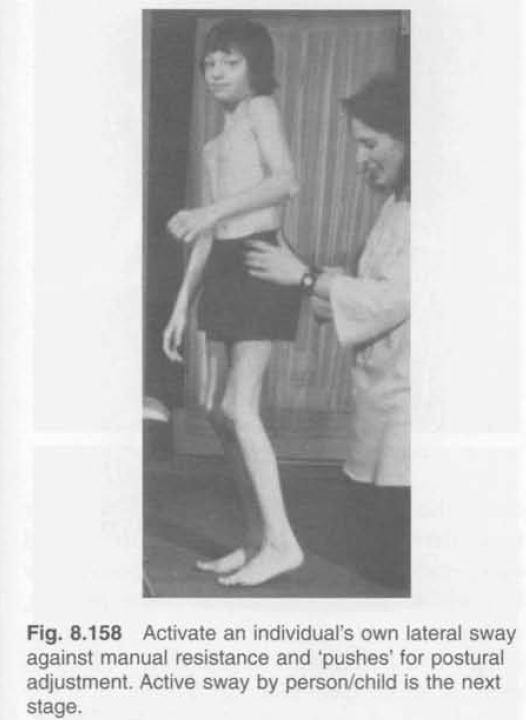 Fig. 8.158 Activate an individual's own lateral sway
against manual resistance and 'pushes' for postural
adjustment. Active sway by person/child is the next
stage.